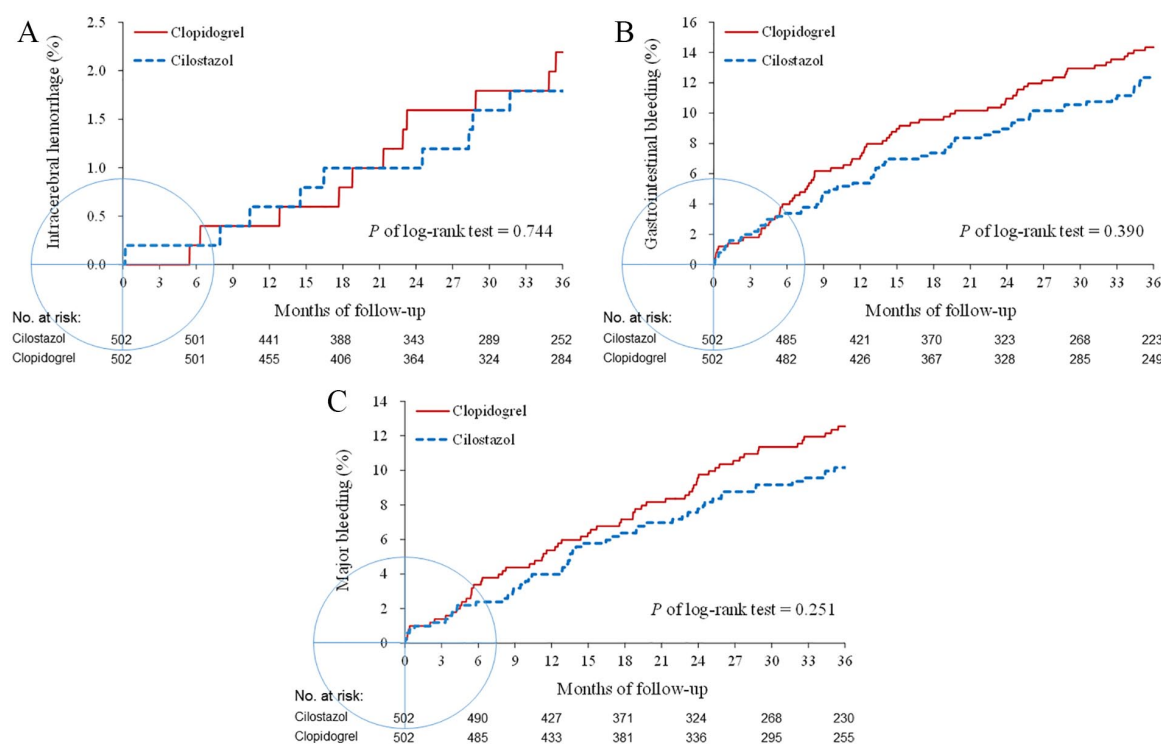 A
Intracerebral hemorrhage (%)
2.5
2.0
1.5
1.0
0.5
0.0
Clopidogrel
Cilostazol
P of log-rank test = 0.744
0 3 6 9 12 15 18 21 24 27 30 33 36
Months of follow-up
No. at risk:
Cilostazol 502 501 441 388 343 289 252
Clopidogrel 502 501 455 406 364 324 284
B
Gastrointestinal bleeding (%)
16
14
12
10
8
6
4
2
0
Clopidogrel
Cilostazol
P of log-rank test = 0.390
0 3 6 9 12 15 18 21 24 27 30 33 36
Months of follow-up
No. at risk:
Cilostazol 502 485 421 370 323 268 223
Clopidogrel 502 482 426 367 328 285 249
C
Major bleeding (%)
14
12
10
8
6
4
2
0
Clopidogrel
Cilostazol
P of log-rank test = 0.251
0 3 6 9 12 15 18 21 24 27 30 33 36
Months of follow-up
No. at risk:
Cilostazol 502 490 427 371 324 268 230
Clopidogrel 502 485 433 381 336 295 255